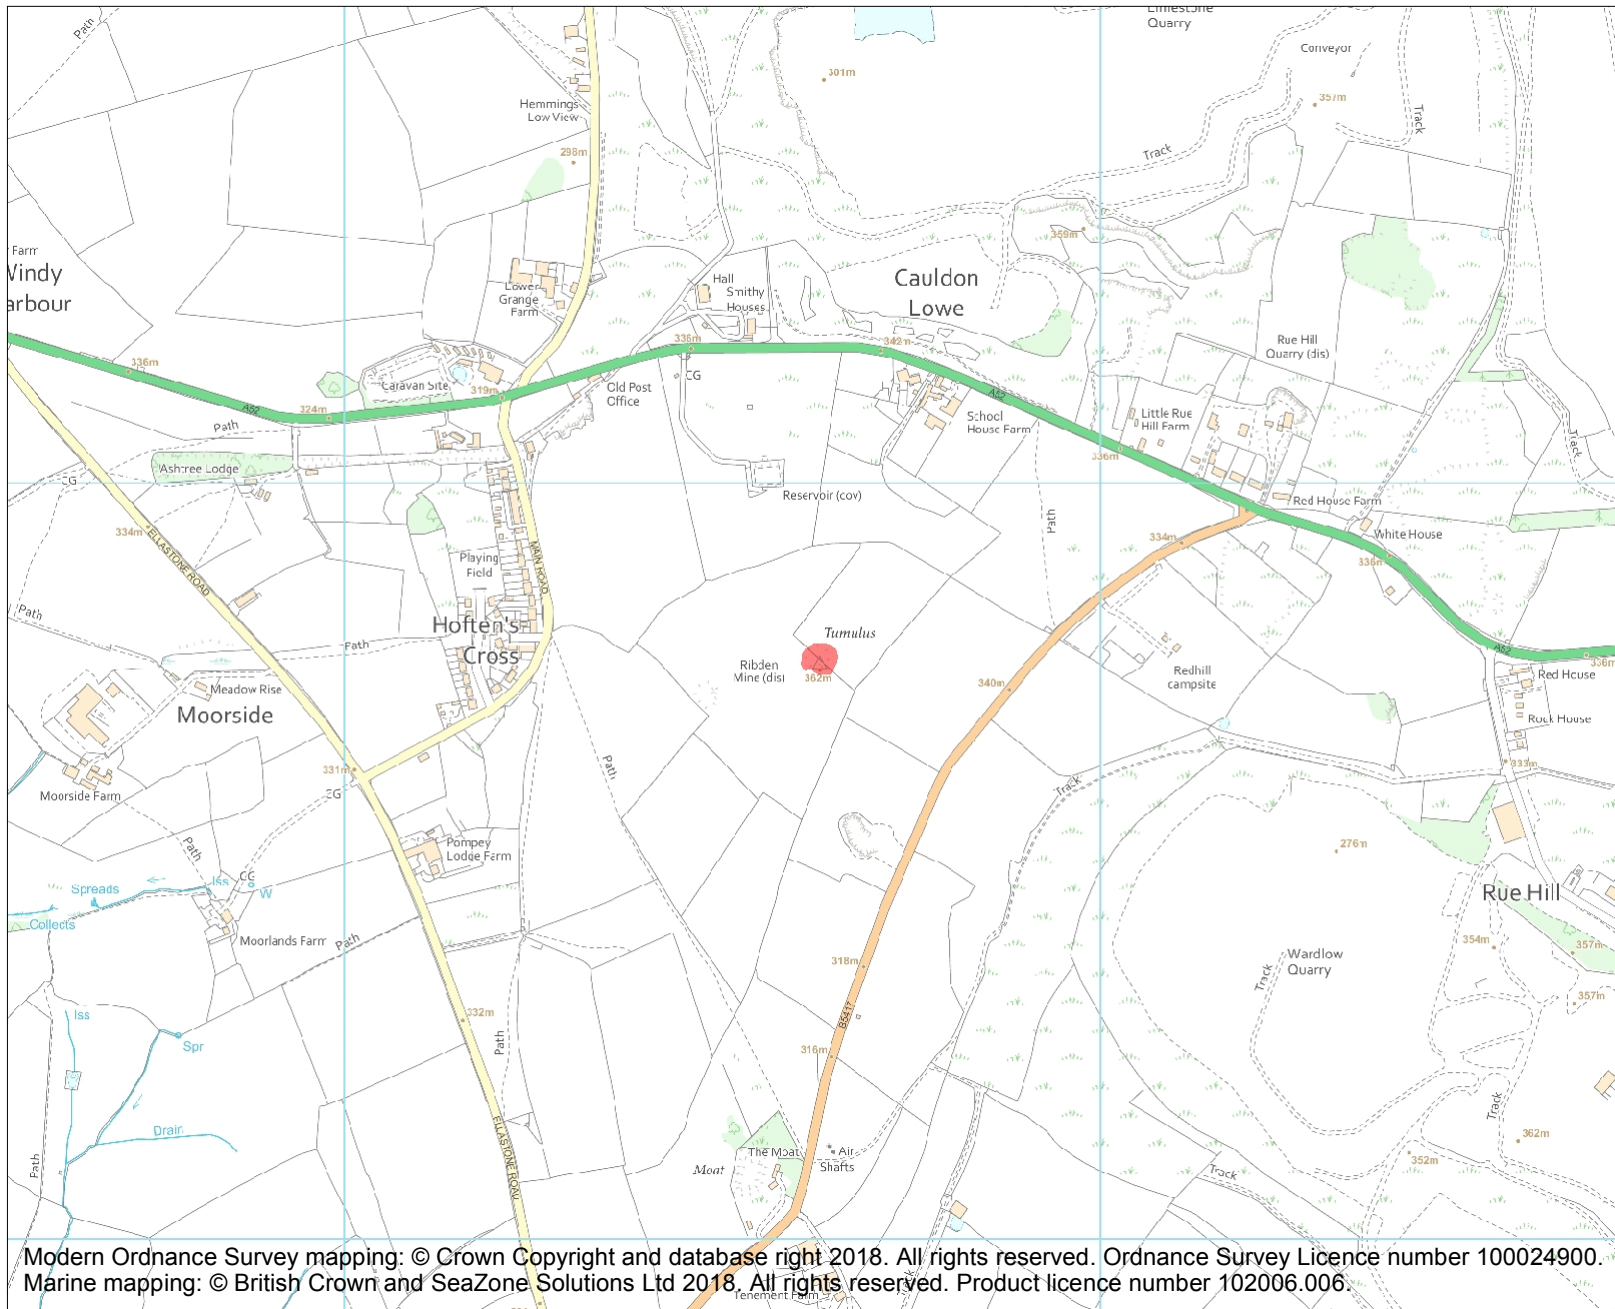 Path
Limestone
Quarry
Conveyor
301m
357m
Hemmings
Low View
Track
Track
298m
359m
Farm
Windy
arbour
Cauldon
Lowe
Hall
Smithy
Houses
Lower
Grange
Farm
336m
335m
342m
Rue Hill
Quarry (dis)
Caravan Site
319m
Old Post
Office
CG
A52
324m
A52
School
House Farm
Little Rue
Hill Farm
Path
336m
Track
Ashtree Lodge
CG
Reservoir (cov)
Red House Farm
Path
334m
ELLASTONE ROAD
MAIN ROAD
334m
White House
336m
Playing
Field
Path
Hoften's
Cross
Path
Tumulus
Ribden
Mine (dis)
362m
A52
336m
Redhill
campsite
Red House
340m
Meadow Rise
Moorside
Rock House
331m
Path
333m
Track
Moorside Farm
CG
Path
Pompey
Lodge Farm
276m
Spreads
Iss
CG
W
Rue Hill
Collects
Moorlands Farm
Path
354m
357m
318m
Wardlow
Quarry
Track
357m
Iss
332m
B5417
Spr
Path
316m
Track
Drain
362m
ELLASTONE ROAD
The Moat
Air
Shafts
352m
Moat
Path
Track
Modern Ordnance Survey mapping: © Crown Copyright and database right 2018. All rights reserved. Ordnance Survey Licence number 100024900.
Marine mapping: © British Crown and SeaZone Solutions Ltd 2018. All rights reserved. Product licence number 102006.006.
Tenement Farm
Track